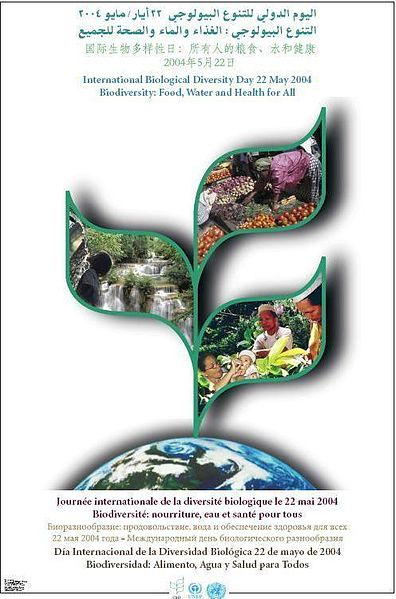 اليوم الدولي للتنوع البيولوجي ٢٢ أيار/مايو ٢٠٠٤
التنوع البيولوجي : الغذاء والماء والصحة للجميع
国际生物多样性日：所有人的粮食、水和健康
2004年5月22日
International Biological Diversity Day 22 May 2004
Biodiversity: Food, Water and Health for All
Journée internationale de la diversité biologique le 22 mai 2004
Biodiversité: nourriture, eau et santé pour tous
Биоразнообразие: продовольствие, вода и обеспечение здоровья для всех
22 мая 2004 года - Международный день биологического разнообразия
Día Internacional de la Diversidad Biológica 22 de mayo de 2004
Biodiversidad: Alimento, Agua y Salud para Todos
CBD
UNEP